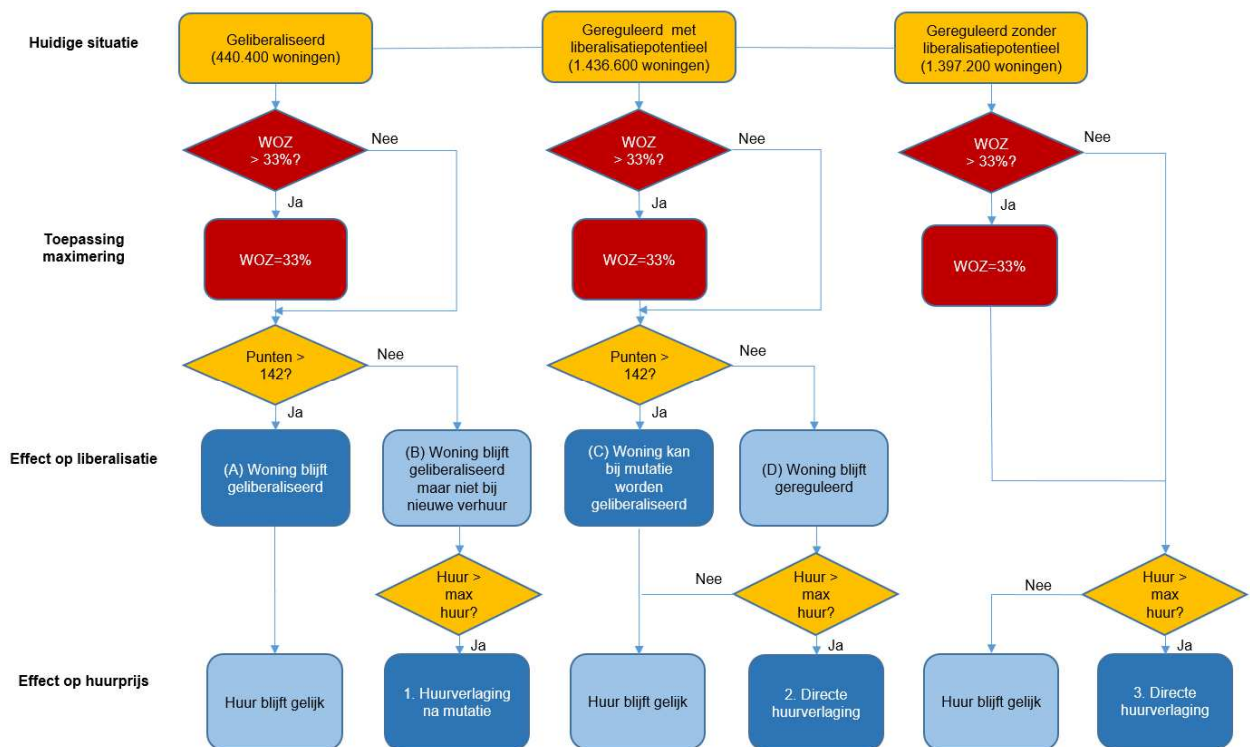 Huidige situatie
Geliberaliseerd
(440.400 woningen)
Gereguleerd met
liberalisatiepotentieel
(1.436.600 woningen)
Gereguleerd zonder
liberalisatiepotentieel
(1.397.200 woningen)
WOZ
> 33%?
Nee
Ja
WOZ
> 33%?
Nee
Ja
WOZ
> 33%?
Nee
Ja
Toepassing
maximering
WOZ=33%
WOZ=33%
WOZ=33%
Punten >
142?
Nee
Ja
Punten >
142?
Nee
Ja
Effect op liberalisatie
(A) Woning blijft
geliberaliseerd
(B) Woning blijft
geliberaliseerd
maar niet bij
nieuwe verhuur
(C) Woning kan
bij mutatie
worden
geliberaliseerd
(D) Woning blijft
gereguleerd
Huur >
max
huur?
Ja
Nee
Huur >
max
huur?
Ja
Nee
Huur >
max
huur?
Ja
Effect op huurprijs
Huur blijft gelijk
1. Huurverlaging
na mutatie
Huur blijft gelijk
2. Directe
huurverlaging
Huur blijft gelijk
3. Directe
huurverlaging